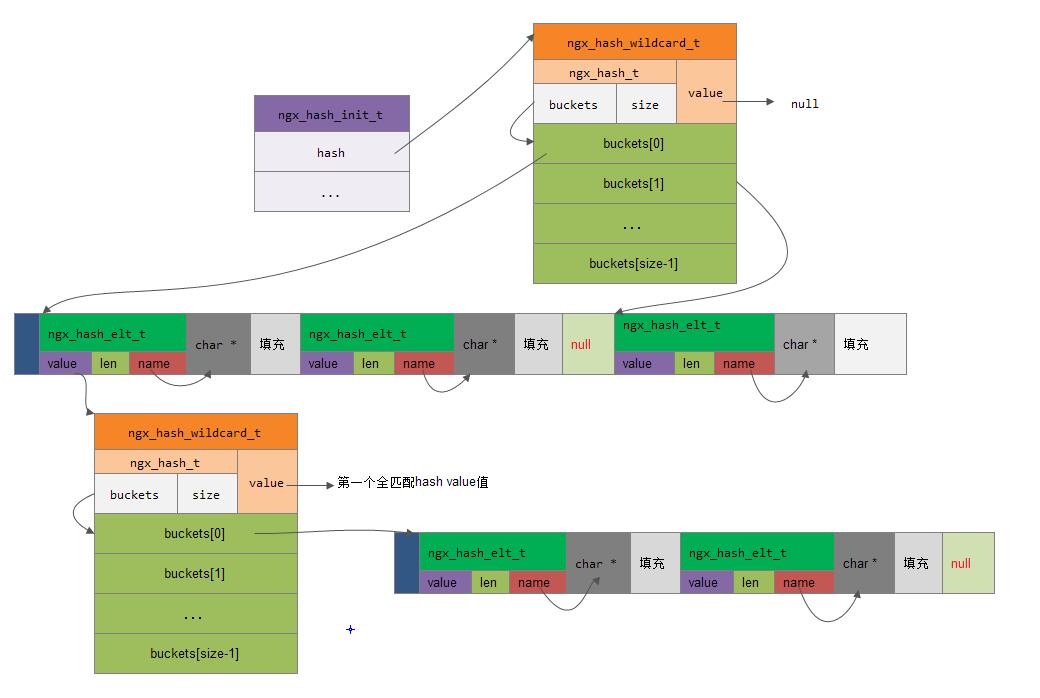 ngx_hash_wildcard_t
ngx_hash_t
value
buckets
size
null
ngx_hash_init_t
hash
...
buckets[0]
buckets[1]
...
buckets[size-1]
ngx_hash_elt_t
value
len
name
char *
填充
ngx_hash_elt_t
value
len
name
char *
填充
null
ngx_hash_elt_t
value
len
name
char *
填充
ngx_hash_wildcard_t
ngx_hash_t
value
buckets
size
第一个全匹配hash value值
buckets[0]
buckets[1]
...
buckets[size-1]
ngx_hash_elt_t
value
len
name
char *
填充
ngx_hash_elt_t
value
len
name
char *
填充
null